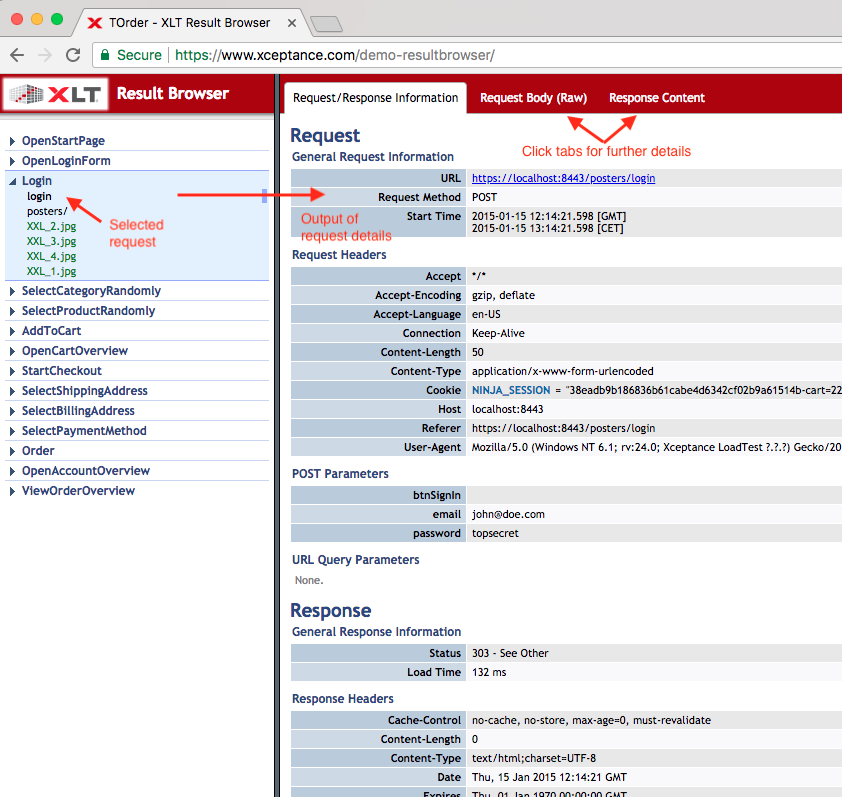 TOrder - XLT Result Browser
Secure https://www.xceptance.com/demo-resultbrowser/
XLT Result Browser
OpenStartPage
OpenLoginForm
Login
login
posters/
XXL_2.jpg
XXL_3.jpg
XXL_4.jpg
XXL_1.jpg
Selected
request
SelectCategoryRandomly
SelectProductRandomly
AddToCart
OpenCartOverview
StartCheckout
SelectShippingAddress
SelectBillingAddress
SelectPaymentMethod
Order
OpenAccountOverview
ViewOrderOverview
Request/Response Information Request Body (Raw) Response Content
Click tabs for further details
Request
General Request Information
URL https://localhost:8443/posters/login
Request Method POST
Start Time 2015-01-15 12:14:21.598 [GMT]
2015-01-15 13:14:21.598 [CET]
Output of
request details
Request Headers
Accept */*
Accept-Encoding gzip, deflate
Accept-Language en-US
Connection Keep-Alive
Content-Length 50
Content-Type application/x-www-form-urlencoded
Cookie NINJA_SESSION = "38eadb9b186836b61cabe4d6342cf02b9a61514b-cart=22
Host localhost:8443
Referer https://localhost:8443/posters/login
User-Agent Mozilla/5.0 (Windows NT 6.1; rv:24.0; Xceptance LoadTest ?.?.?) Gecko/20
POST Parameters
btnSignIn
email john@doe.com
password topsecret
URL Query Parameters
None.
Response
General Response Information
Status 303 - See Other
Load Time 132 ms
Response Headers
Cache-Control no-cache, no-store, max-age=0, must-revalidate
Content-Length 0
Content-Type text/html;charset=UTF-8
Date Thu, 15 Jan 2015 12:14:21 GMT
Expires Thu, 01 Jan 1970 00:00:00 GMT